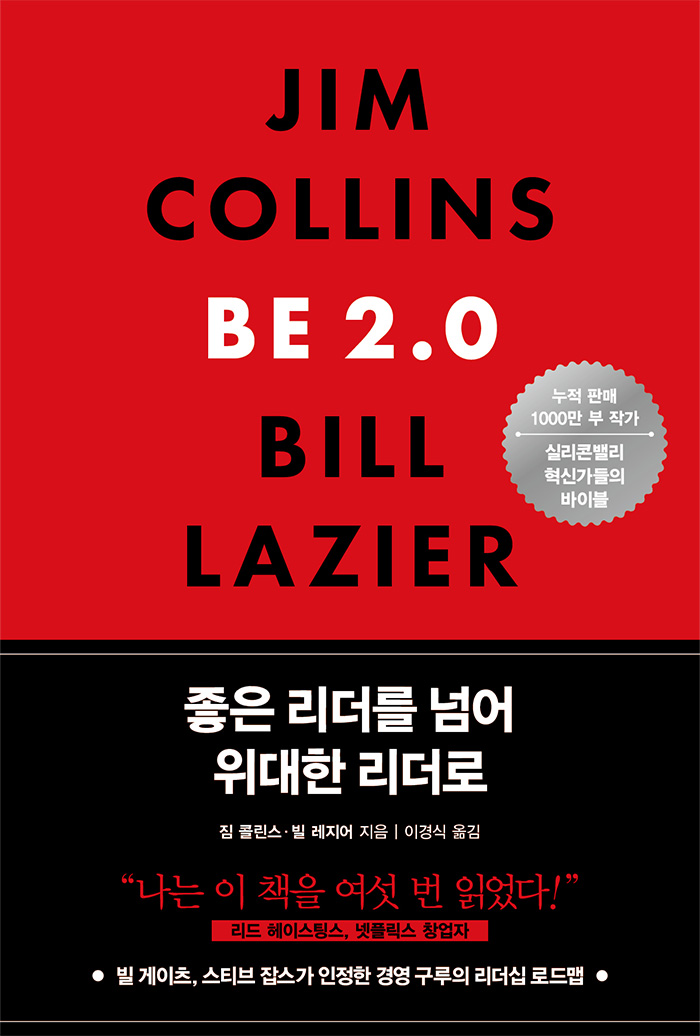 JIM
COLLINS
BE 2.0
BILL
LAZIER
누적 판매
1000만 부 작가
실리콘밸리
혁신가들의
바이블
좋은 리더를 넘어
위대한 리더로
짐 콜린스·빌 레지어 지음 | 이경식 옮김
“나는 이 책을 여섯 번 읽었다!”
리드 헤이스팅스, 넷플릭스 창업자
● 빌 게이츠, 스티브 잡스가 인정한 경영 구루의 리더십 로드맵 ●